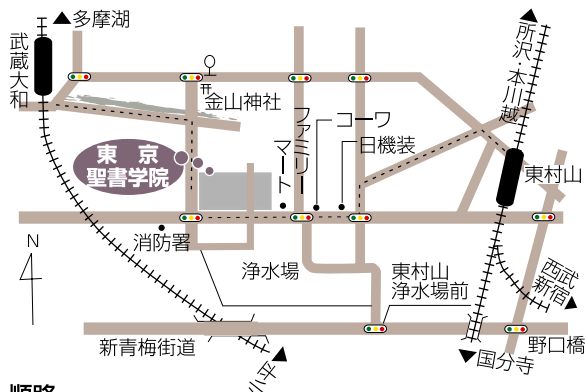 ▲多摩湖
武蔵大和
金山神社
東京
聖書学院
ファミリー
マート
コーワ
日機装
▲所沢・本川越
東村山
消防署
N
浄水場
東村山
浄水場前
西武
新宿▶
新青梅街道
野口橋
▼国分寺
順路